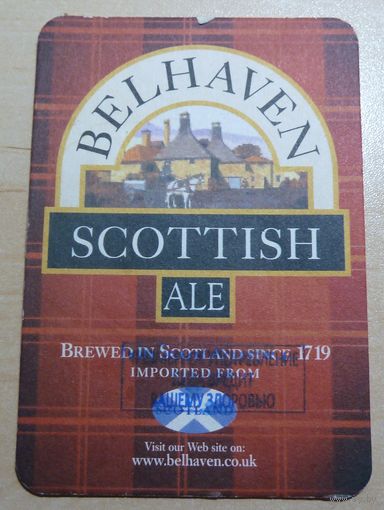 BELHAVEN
SCOTTISH
ALE
BREWED IN SCOTLAND SINCE 1719
IMPORTED FROM
SCOTLAND
ВРЕДИТ
ВАШЕМУ ЗДОРОВЬЮ
Visit our Web site on:
www.belhaven.co.uk